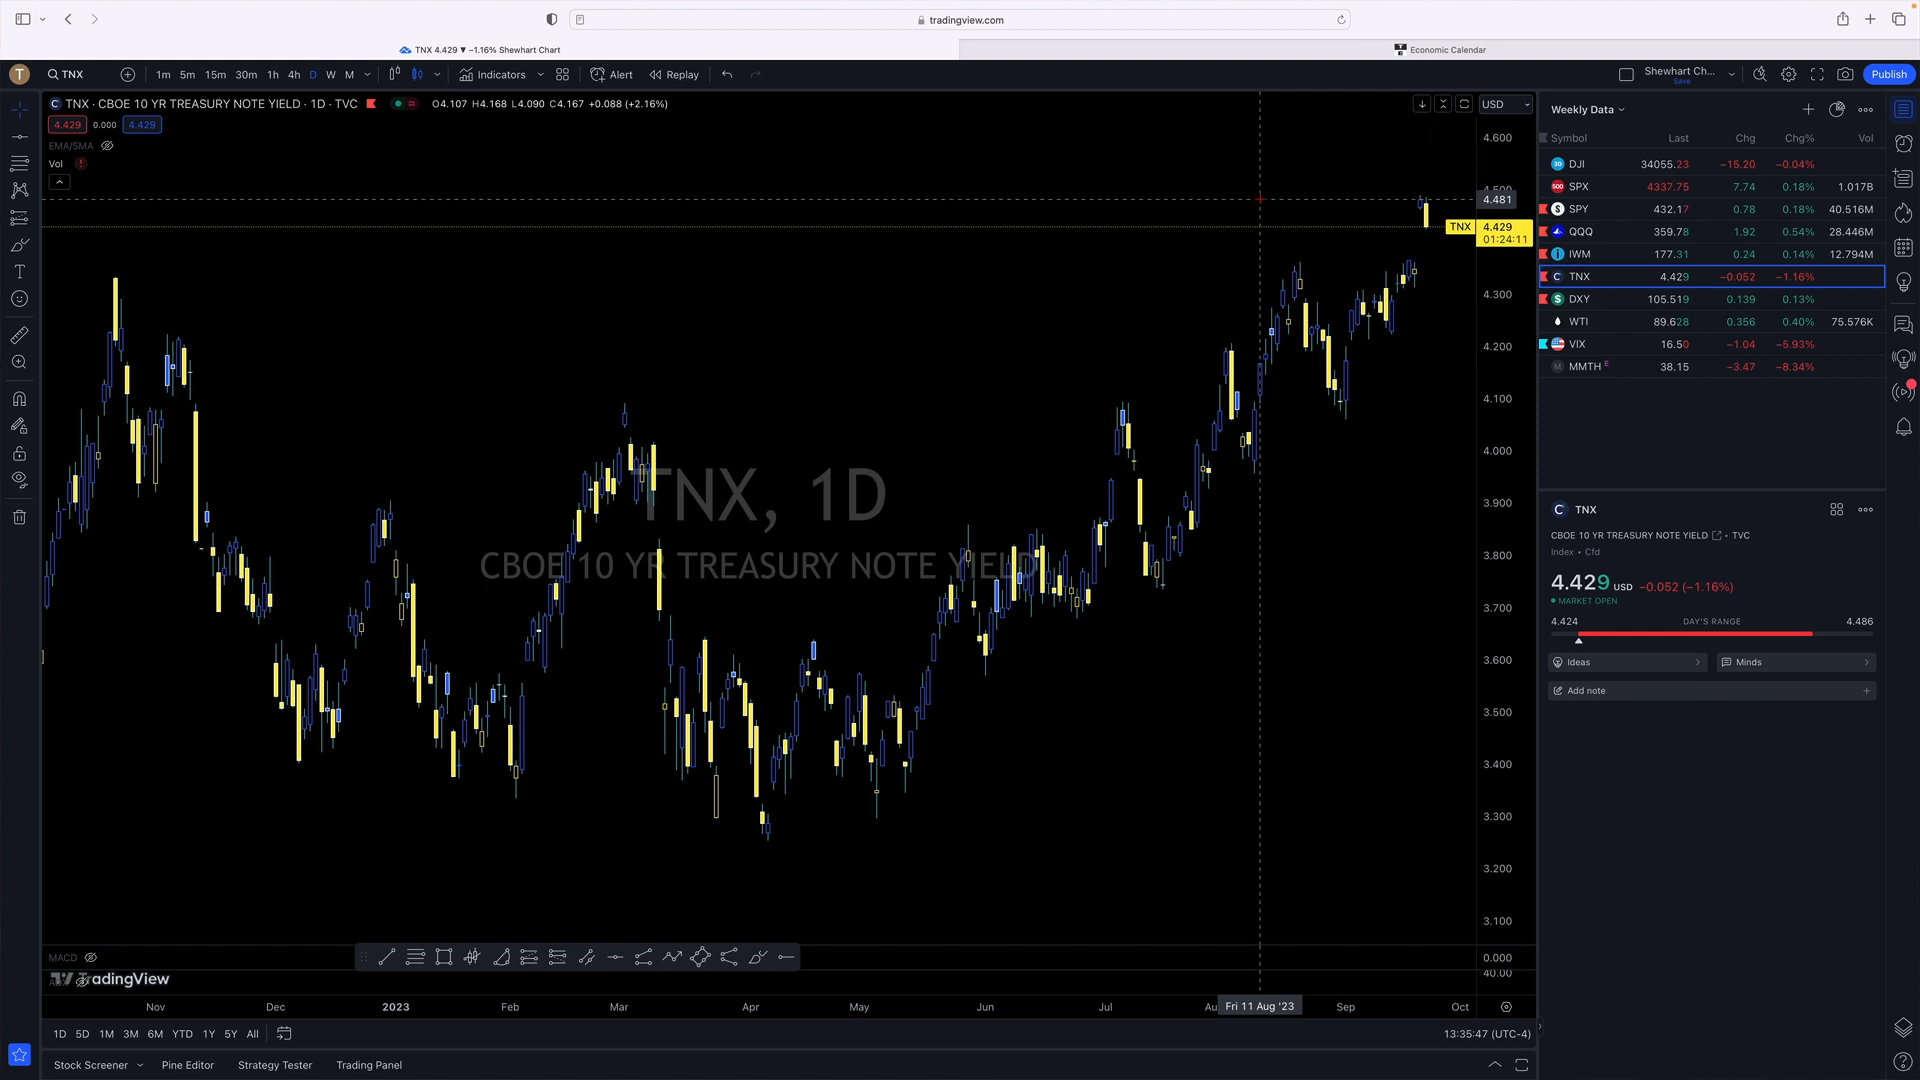 tradingview.com
TNX 4.429 ▼ −1.16% Shewhart Chart
Economic Calendar
T TNX 1m 5m 15m 30m 1h 4h D W M Indicators Alert Replay Shewhart Ch... Save Publish
TNX · CBOE 10 YR TREASURY NOTE YIELD · 1D · TVC O4.107 H4.168 L4.090 C4.167 +0.088 (+2.16%)
USD
4.429 0.000 4.429
EMA/SMA
Vol
4.600
4.500
4.481
TNX 4.429
01:24:11
4.300
4.200
4.100
4.000
3.900
3.800
3.700
3.600
3.500
3.400
3.300
3.200
3.100
0.000
40.00
TNX, 1D
CBOE 10 YR TREASURY NOTE YIELD
MACD
TradingView
Nov Dec 2023 Feb Mar Apr May Jun Jul Au Fri 11 Aug '23 Sep Oct
1D 5D 1M 3M 6M YTD 1Y 5Y All 13:35:47 (UTC-4)
Stock Screener Pine Editor Strategy Tester Trading Panel
Weekly Data
Symbol Last Chg Chg% Vol
DJI 34055.23 −15.20 −0.04%
SPX 4337.75 7.74 0.18% 1.017B
SPY 432.17 0.78 0.18% 40.516M
QQQ 359.78 1.92 0.54% 28.446M
IWM 177.31 0.24 0.14% 12.794M
TNX 4.429 −0.052 −1.16%
DXY 105.519 0.139 0.13%
WTI 89.628 0.356 0.40% 75.576K
VIX 16.50 −1.04 −5.93%
MMTH E 38.15 −3.47 −8.34%
TNX
CBOE 10 YR TREASURY NOTE YIELD • TVC
Index • Cfd
4.429 USD −0.052 (−1.16%)
MARKET OPEN
4.424 DAY'S RANGE 4.486
Ideas Minds
Add note